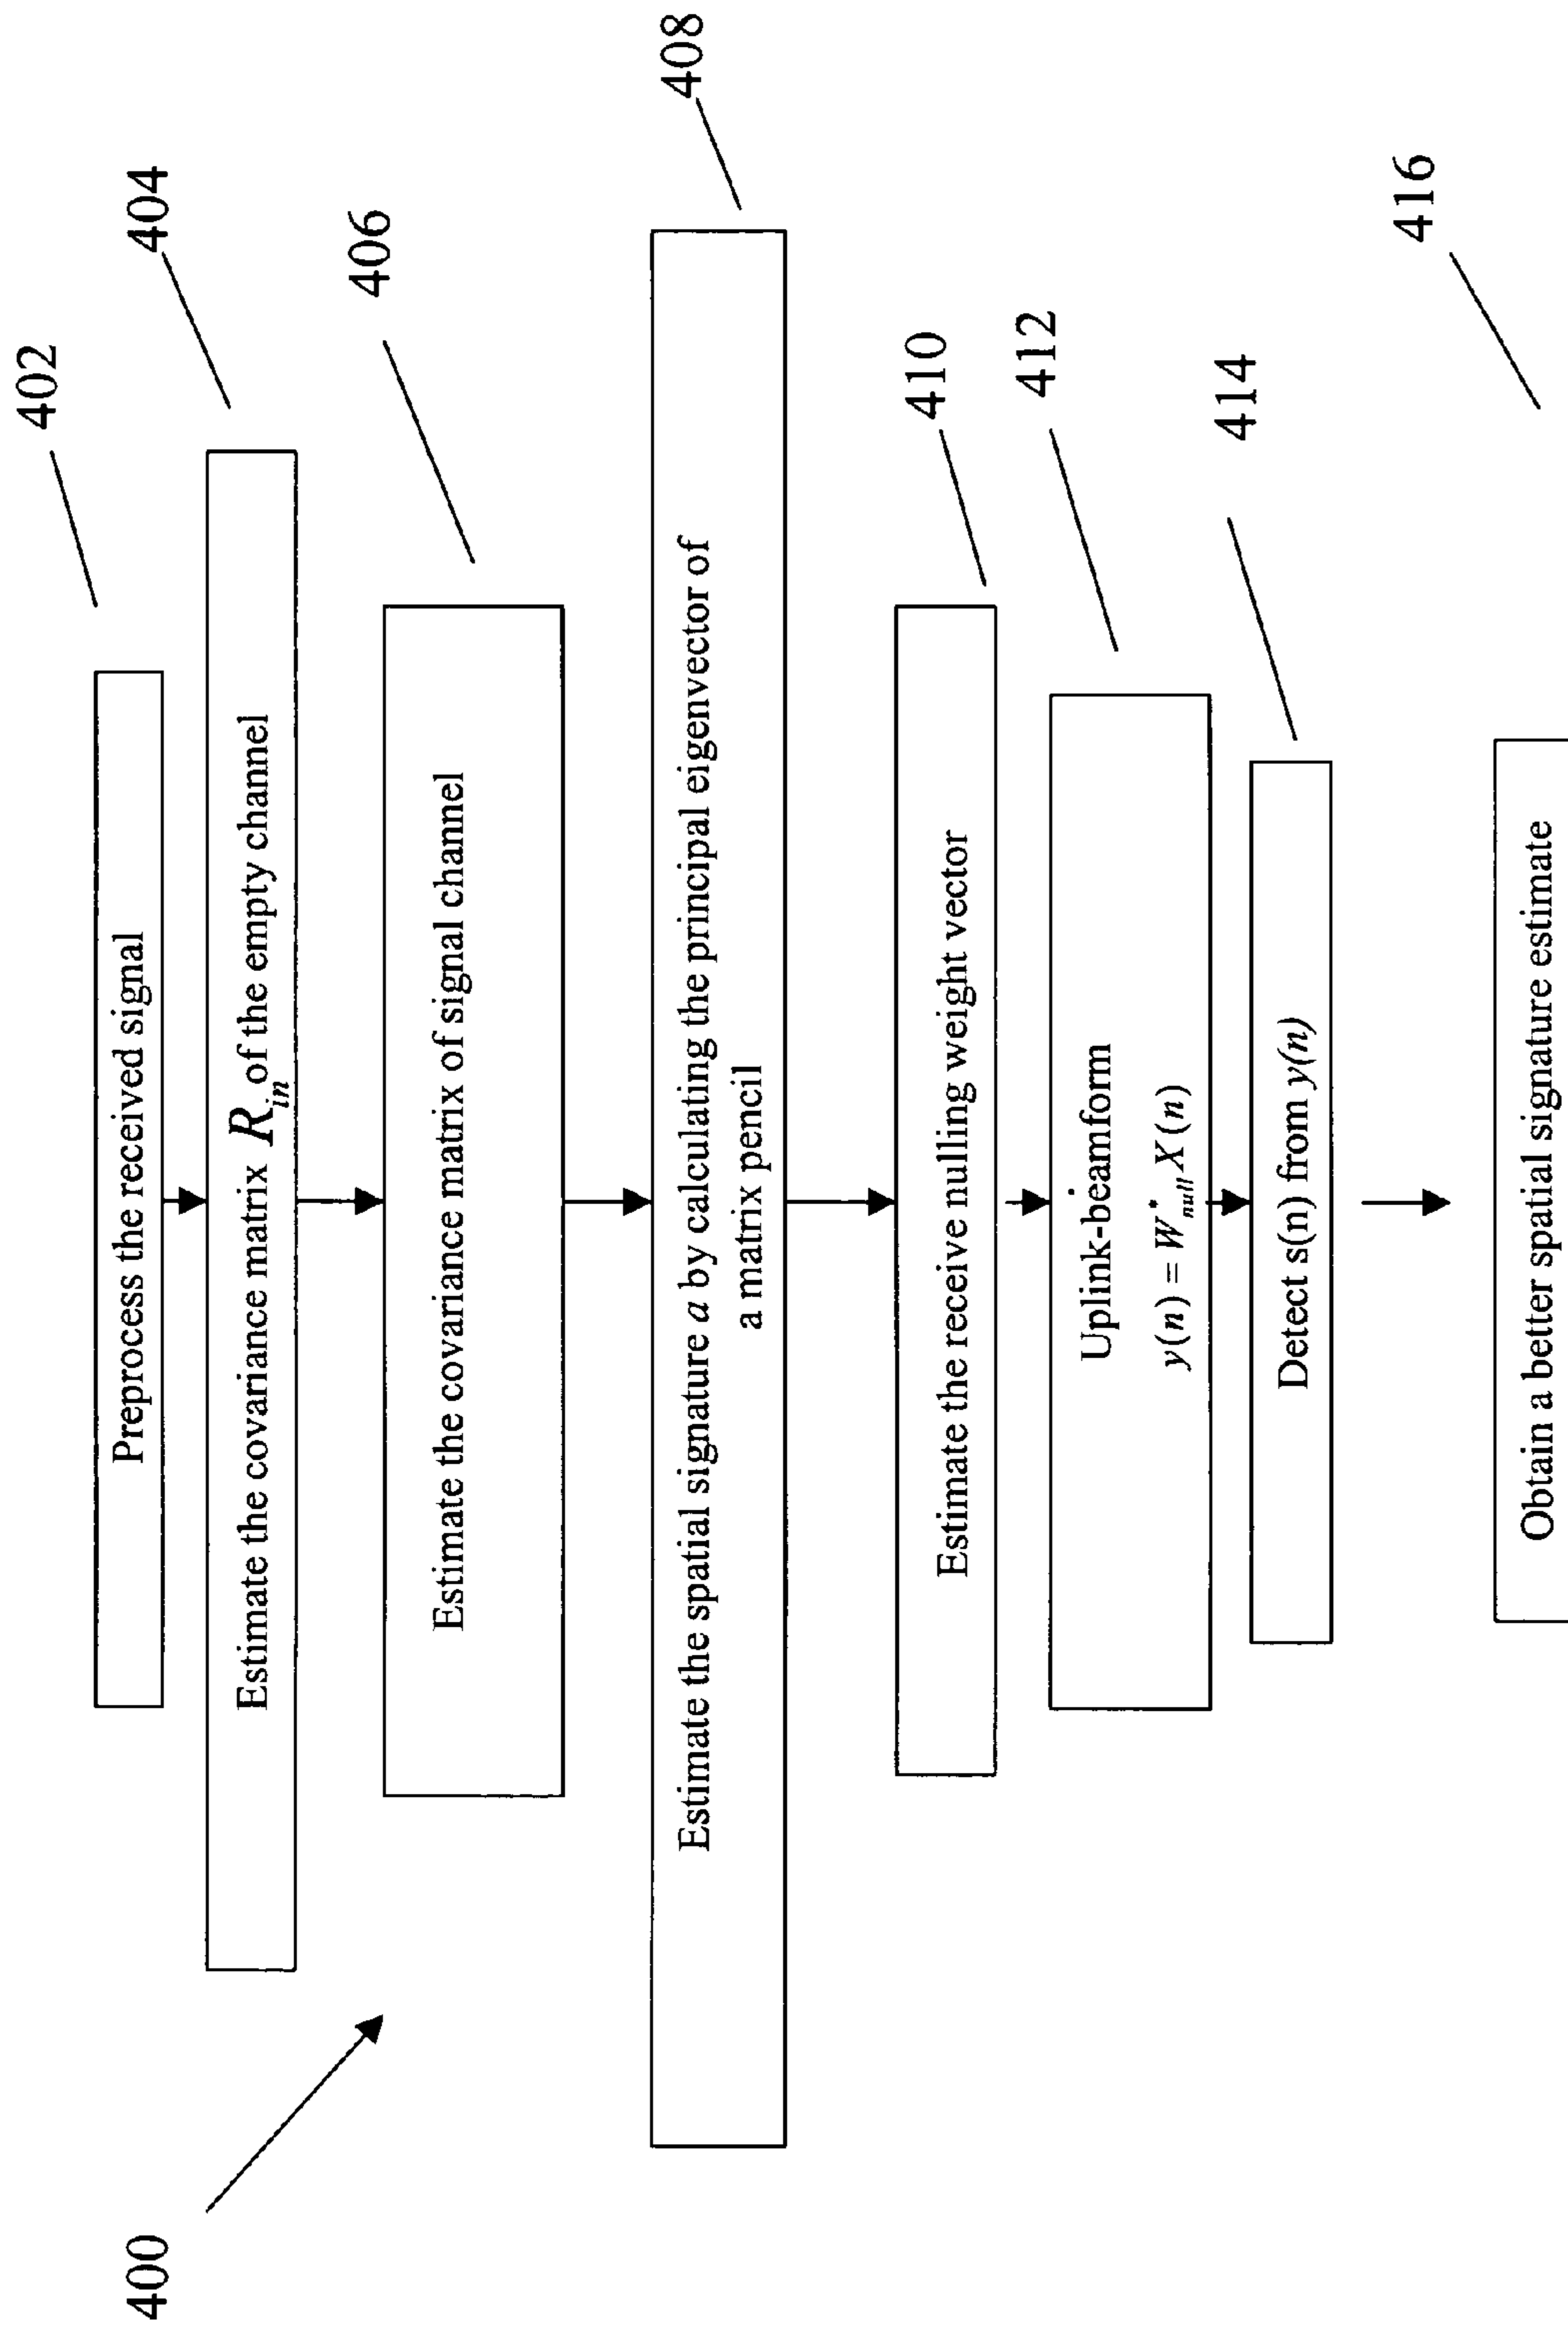 400
402
Preprocess the received signal
404
Estimate the covariance matrix R_in of the empty channel
406
Estimate the covariance matrix of signal channel
408
Estimate the spatial signature a by calculating the principal eigenvector of
a matrix pencil
410
Estimate the receive nulling weight vector
412
Uplink-beamform
y(n) = W*_null X(n)
414
Detect s(n) from y(n)
416
Obtain a better spatial signature estimate